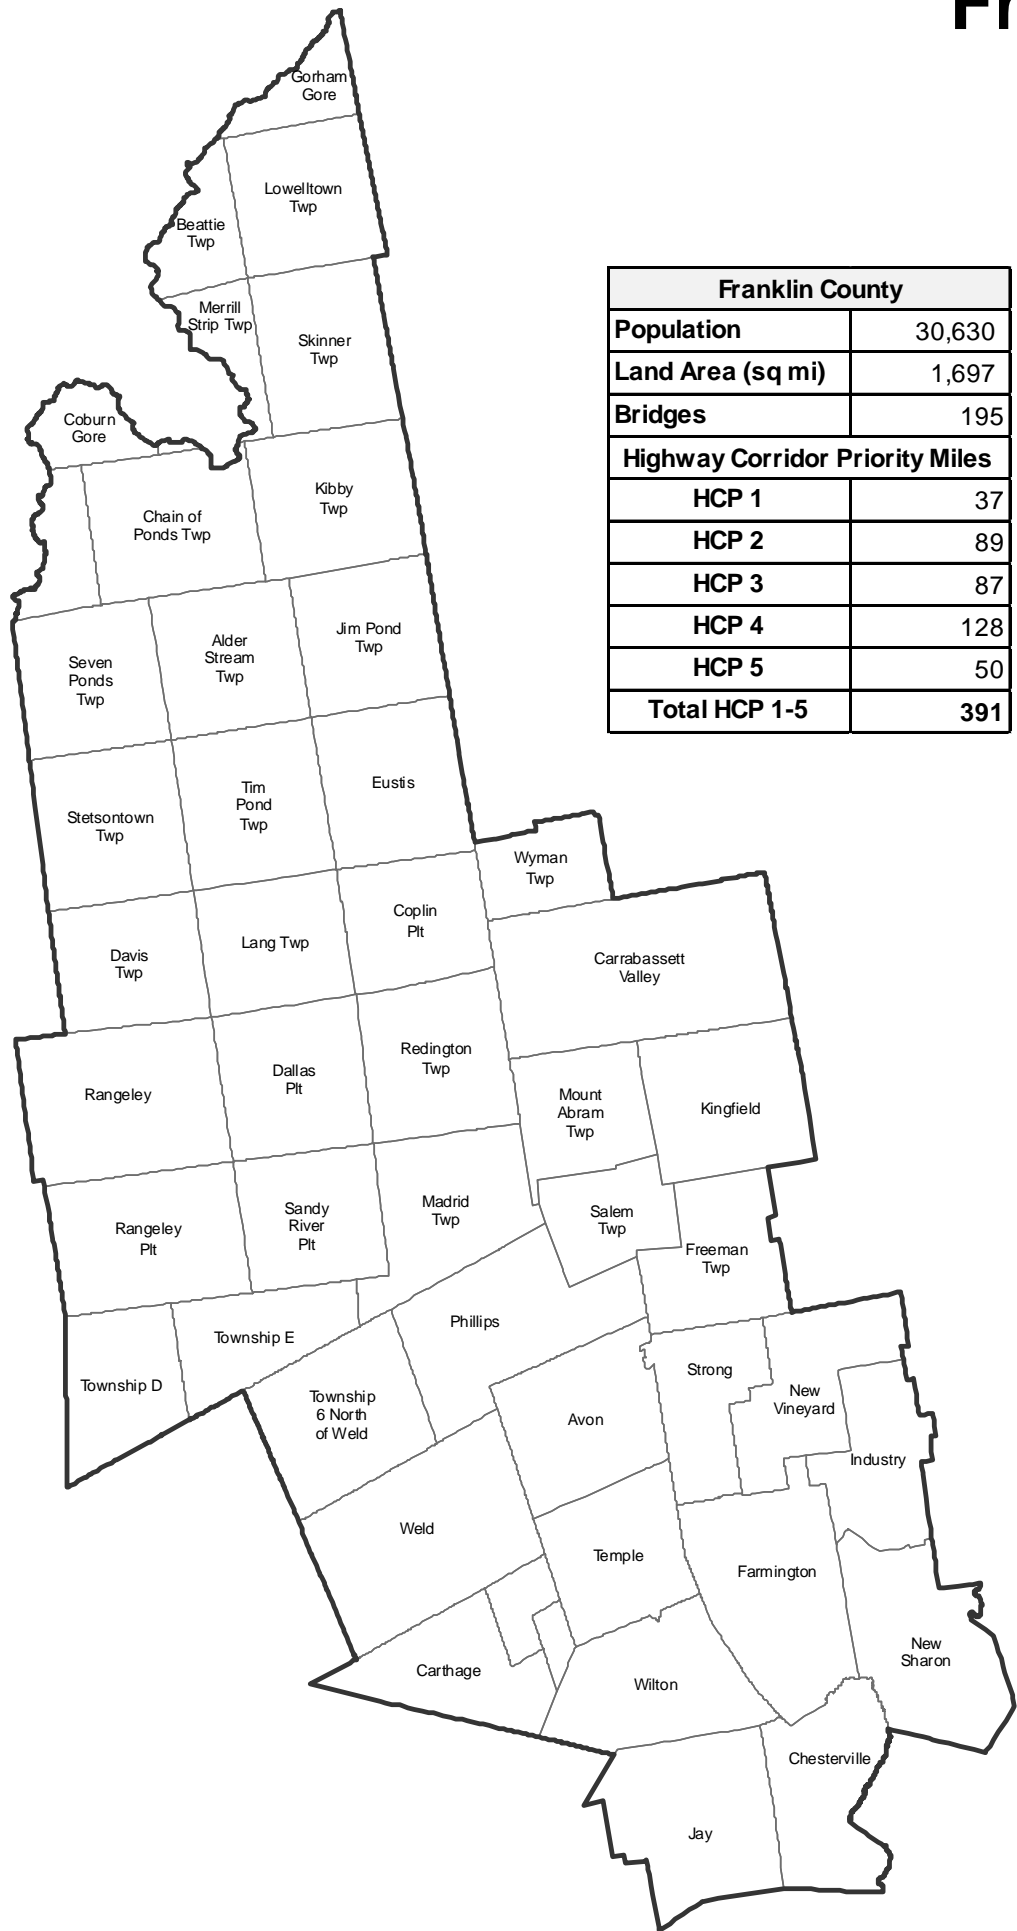 Fr
Gorham
Gore
Lowelltown
Twp
Beattie
Twp
Merrill
Strip Twp
Skinner
Twp
Coburn
Gore
Kibby
Twp
Chain of
Ponds Twp
Jim Pond
Twp
Alder
Stream
Twp
Seven
Ponds
Twp
Eustis
Tim
Pond
Twp
Stetsontown
Twp
Wyman
Twp
Coplin
Plt
Lang Twp
Davis
Twp
Carrabassett
Valley
Redington
Twp
Dallas
Plt
Rangeley
Mount
Abram
Twp
Kingfield
Madrid
Twp
Sandy
River
Plt
Rangeley
Plt
Salem
Twp
Freeman
Twp
Phillips
Township E
Township D
Strong
New
Vineyard
Township
6 North
of Weld
Avon
Industry
Weld
Temple
Farmington
New
Sharon
Carthage
Wilton
Chesterville
Jay
Franklin County
Population 30,630
Land Area (sq mi) 1,697
Bridges 195
Highway Corridor Priority Miles
HCP 1 37
HCP 2 89
HCP 3 87
HCP 4 128
HCP 5 50
Total HCP 1-5 391